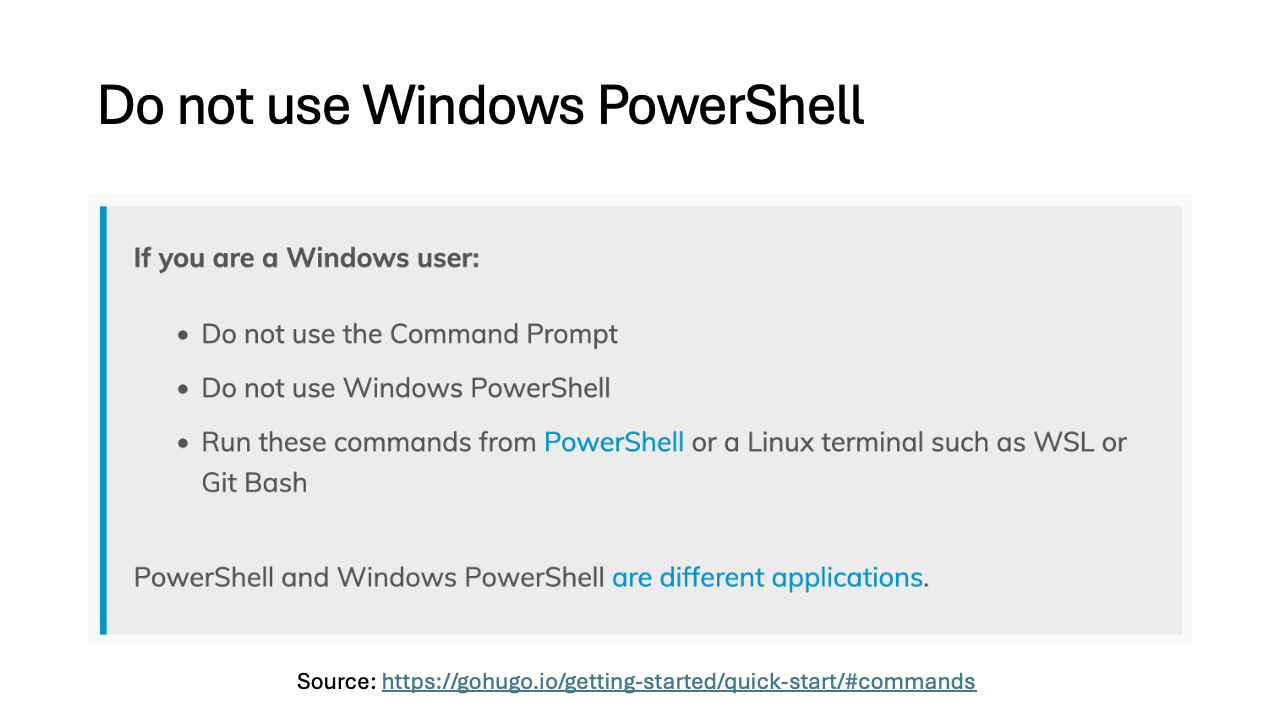 Do not use Windows PowerShell
If you are a Windows user:
• Do not use the Command Prompt
• Do not use Windows PowerShell
• Run these commands from PowerShell or a Linux terminal such as WSL or
Git Bash
PowerShell and Windows PowerShell are different applications.
Source: https://gohugo.io/getting-started/quick-start/#commands